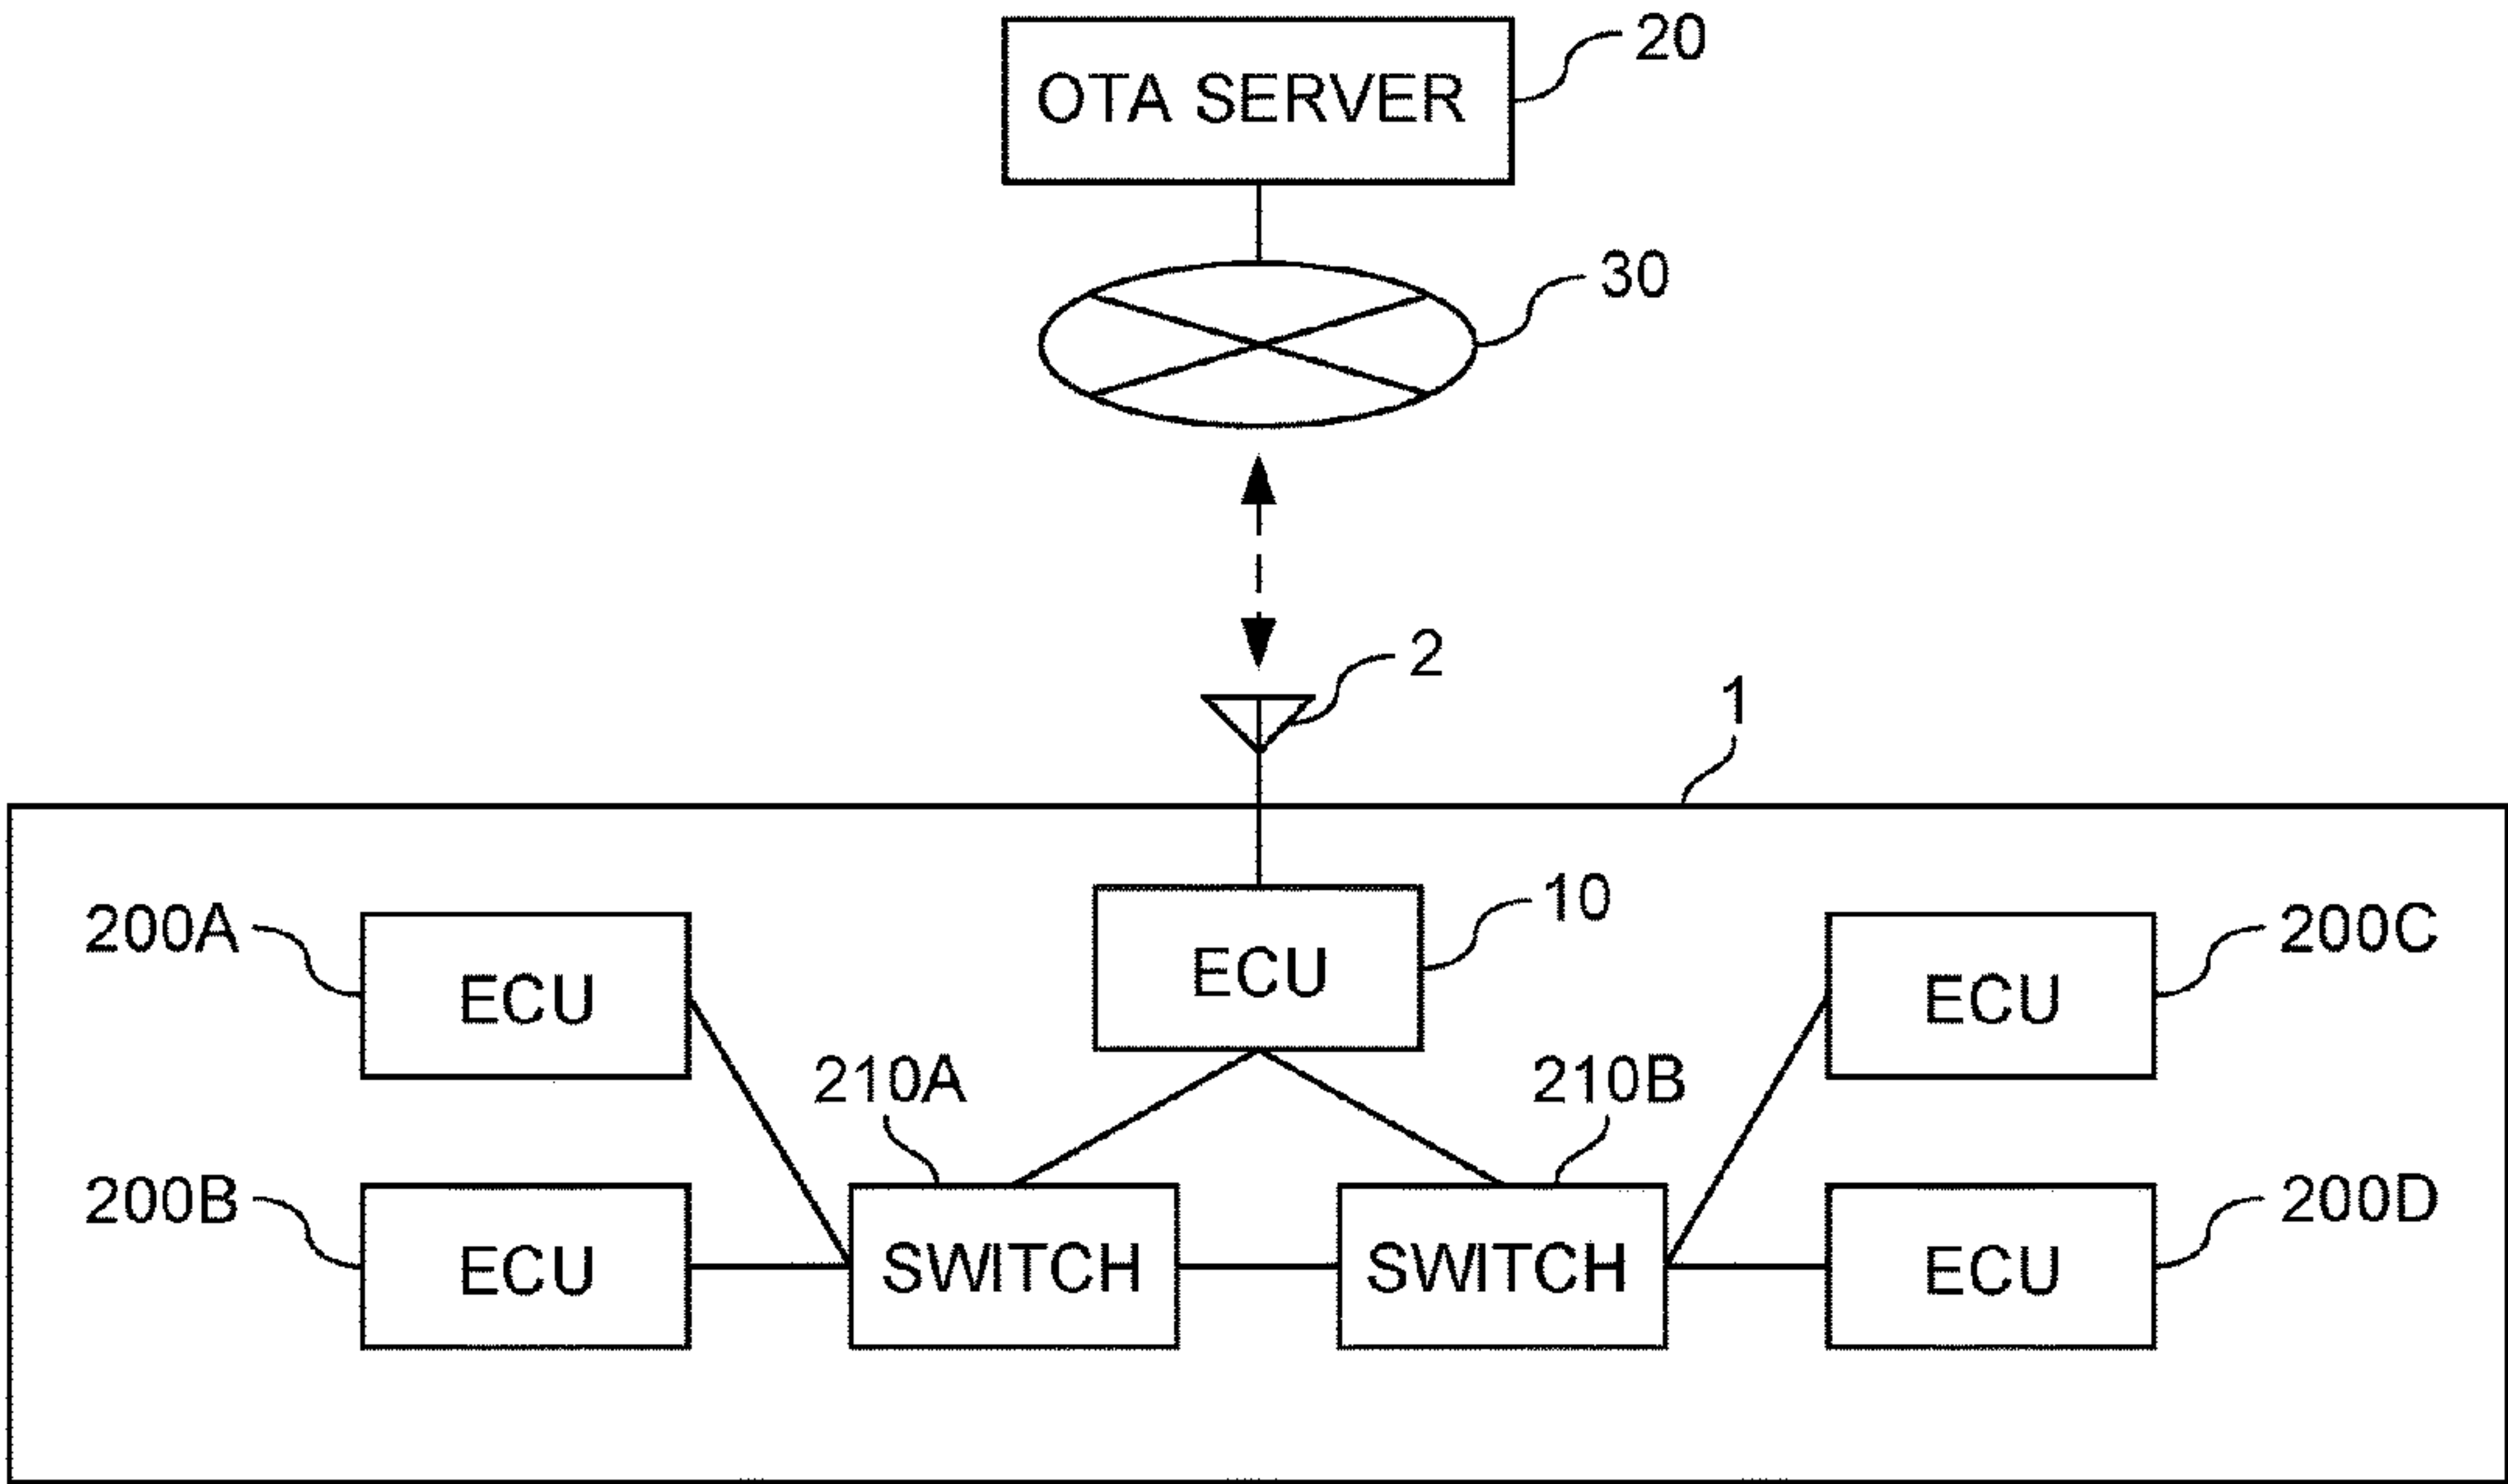 20
OTA SERVER
30
2
1
10
200A
200C
ECU
ECU
ECU
210A
210B
200B
200D
ECU
SWITCH
SWITCH
ECU